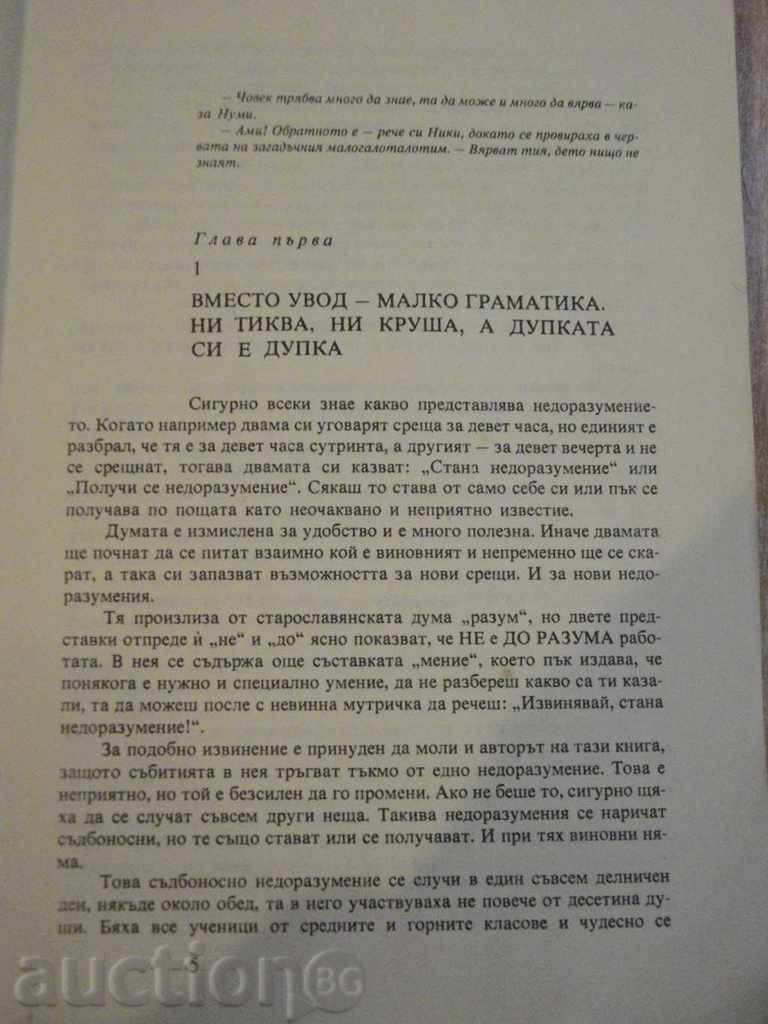 – Човек трябва много да знае, та да може и много да вярва – ка-
за Нуми.
– Ами! Обратното е – рече си Ники, докато се провираха в чер-
вата на загадъчния малогалоталотим. – Вярват тия, дето нищо не
знаят.
Глава първа
1
ВМЕСТО УВОД – МАЛКО ГРАМАТИКА.
НИ ТИКВА, НИ КРУША, А ДУПКАТА
СИ Е ДУПКА
Сигурно всеки знае какво представлява недоразумение-
то. Когато например двама си уговарят среща за девет часа, но единият е
разбрал, че тя е за девет часа сутринта, а другият – за девет вечерта и не
се срещнат, тогава двамата си казват: „Стана недоразумение“ или
„Получи се недоразумение“. Сякаш то става от само себе си или пък се
получава по пощата като неочаквано и неприятно известие.
Думата е измислена за удобство и е много полезна. Иначе двамата
ще почнат да се питат взаимно кой е виновният и непременно ще се ска-
рат, а така си запазват възможността за нови срещи. И за нови недо-
разумения.
Тя произлиза от старославянската дума „разум“, но двете пред-
ставки отпреде ѝ „не“ и „до“ ясно показват, че НЕ е ДО РАЗУМА рабо-
тата. В нея се съдържа още съставката „мение“, което пък издава, че
понякога е нужно и специално умение, да не разбереш какво са ти каза-
ли, та да можеш после с невинна мутричка да речеш: „Извинявай, стана
недоразумение!“.
За подобно извинение е принуден да моли и авторът на тази книга,
защото събитията в нея тръгват тъкмо от едно недоразумение. Това е
неприятно, но той е безсилен да го промени. Ако не беше то, сигурно щя-
ха да се случат съвсем други неща. Такива недоразумения се наричат
съдбоносни, но те също стават или се получават. И при тях виновни ня-
ма.
Това съдбоносно недоразумение се случи в един съвсем делничен
ден, някъде около обед, та в него участвуваха не повече от десетина ду-
ши. Бяха все ученици от средните и горните класове и чудесно се
5
auctionBG